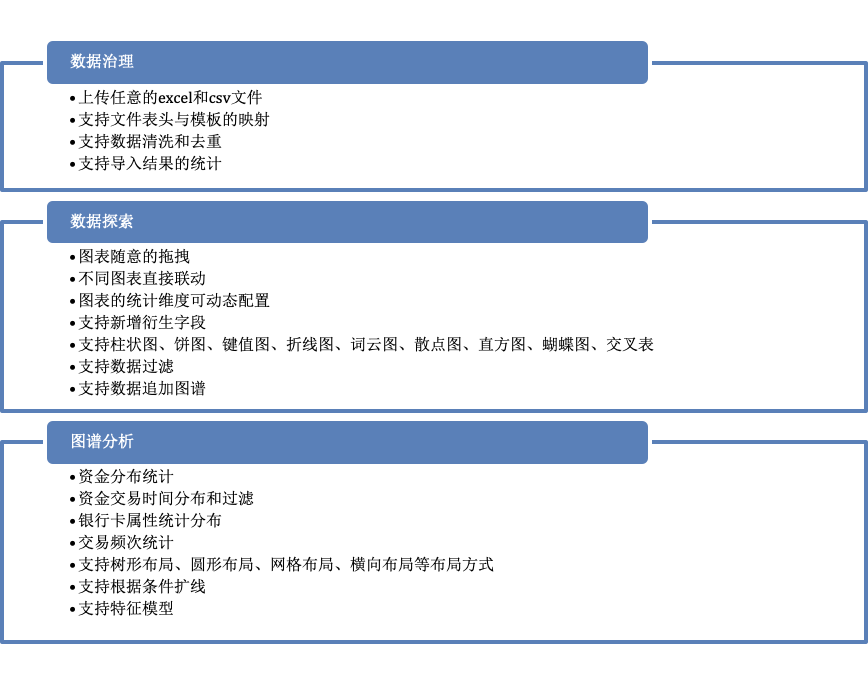 数据治理
•上传任意的excel和csv文件
•支持文件表头与模板的映射
•支持数据清洗和去重
•支持导入结果的统计
数据探索
•图表随意的拖拽
•不同图表直接联动
•图表的统计维度可动态配置
•支持新增衍生字段
•支持柱状图、饼图、键值图、折线图、词云图、散点图、直方图、蝴蝶图、交叉表
•支持数据过滤
•支持数据追加图谱
图谱分析
•资金分布统计
•资金交易时间分布和过滤
•银行卡属性统计分布
•交易频次统计
•支持树形布局、圆形布局、网格布局、横向布局等布局方式
•支持根据条件扩线
•支持特征模型